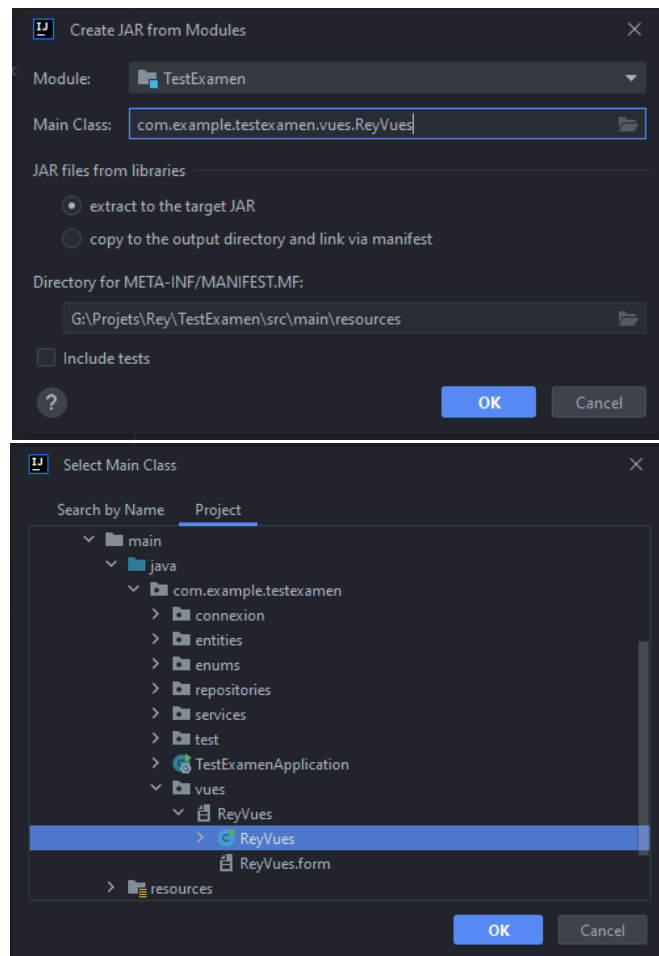 IJ
Create JAR from Modules
Module: TestExamen
Main Class: com.example.testexamen.vues.ReyVues
JAR files from libraries
extract to the target JAR
copy to the output directory and link via manifest
Directory for META-INF/MANIFEST.MF:
G:\Projets\Rey\TestExamen\src\main\resources
Include tests
? OK Cancel
IJ
Select Main Class
Search by Name Project
main
java
com.example.testexamen
connexion
entities
enums
repositories
services
test
TestExamenApplication
vues
ReyVues
C ReyVues
ReyVues.form
resources
OK Cancel